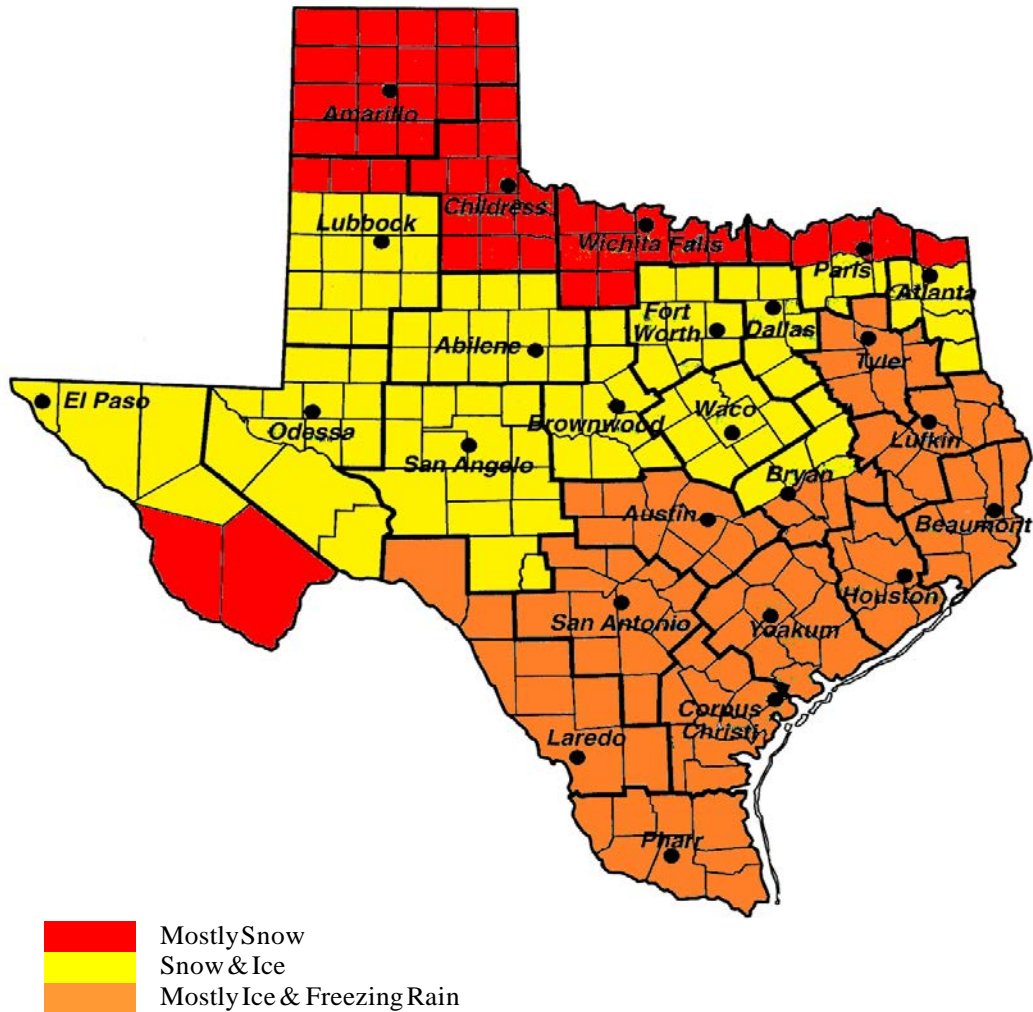 Amarillo
Childress
Lubbock
Wichita Falls
Paris
Atlanta
Fort
Worth
Dallas
Abilene
Tyler
El Paso
Odessa
Brownwood
Waco
San Angelo
Lufkin
Bryan
Austin
Beaumont
Houston
San Antonio
Yoakum
Corpus
Christi
Laredo
Pharr
Mostly Snow
Snow & Ice
Mostly Ice & Freezing Rain